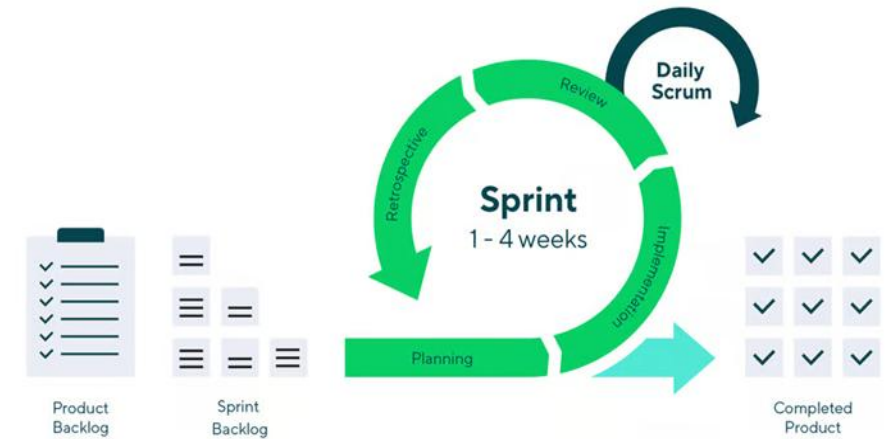 Daily
Scrum
Review
Retrospective
Sprint
1 - 4 weeks
Implementation
Planning
Product
Backlog
Sprint
Backlog
Completed
Product